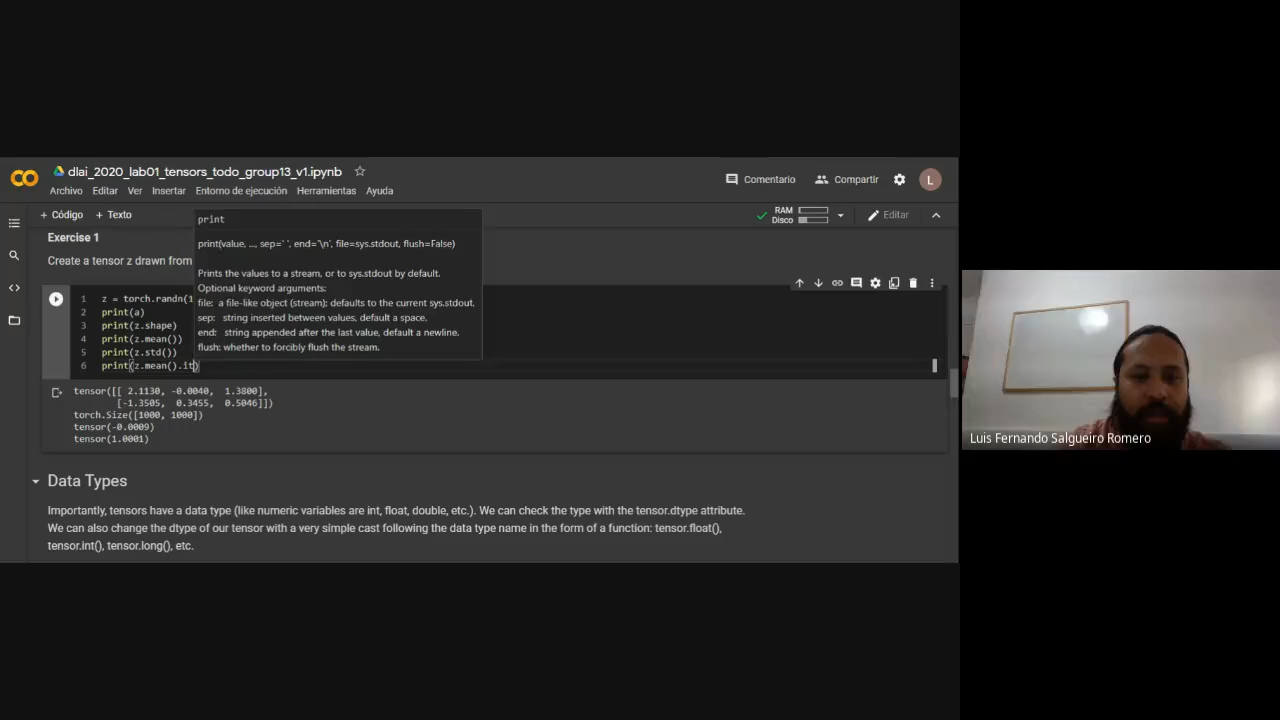 dlai_2020_lab01_tensors_todo_group13_v1.ipynb
Archivo Editar Ver Insertar Entorno de ejecución Herramientas Ayuda
Comentario Compartir L
+ Código + Texto
RAM
Disco
Editar
Exercise 1
Create a tensor z drawn from
print
print(value, ..., sep=' ', end='\n', file=sys.stdout, flush=False)
Prints the values to a stream, or to sys.stdout by default.
Optional keyword arguments:
file: a file-like object (stream); defaults to the current sys.stdout.
sep: string inserted between values, default a space.
end: string appended after the last value, default a newline.
flush: whether to forcibly flush the stream.
1 z = torch.randn(1
2 print(a)
3 print(z.shape)
4 print(z.mean())
5 print(z.std())
6 print(z.mean().it)
tensor([[ 2.1130, -0.0040, 1.3800],
[-1.3505, 0.3455, 0.5046]])
torch.Size([1000, 1000])
tensor(-0.0009)
tensor(1.0001)
Data Types
Importantly, tensors have a data type (like numeric variables are int, float, double, etc.). We can check the type with the tensor.dtype attribute.
We can also change the dtype of our tensor with a very simple cast following the data type name in the form of a function: tensor.float(),
tensor.int(), tensor.long(), etc.
Luis Fernando Salgueiro Romero